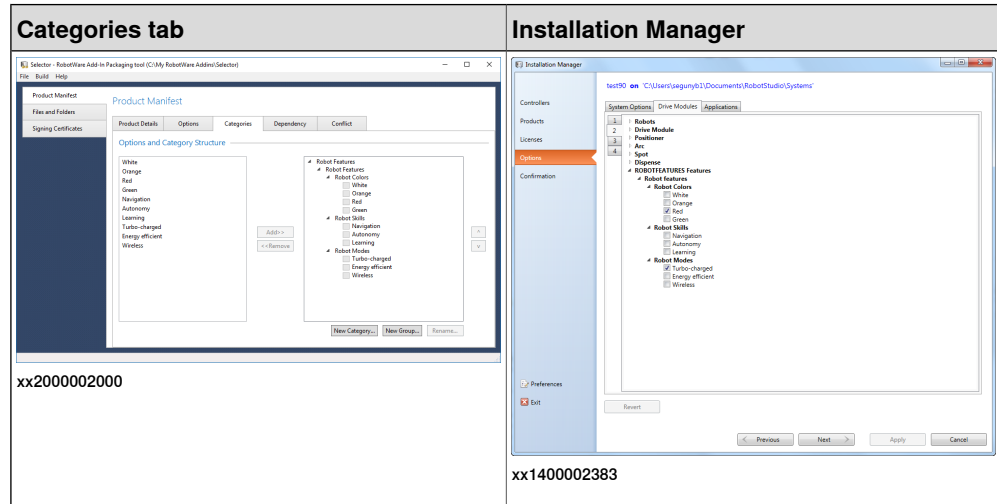 Categories tab
Installation Manager
Selector - RobotWare Add-In Packaging tool (C:\My RobotWare Addins\Selector)
File Build Help
Product Manifest
Files and Folders
Signing Certificates
Product Manifest
Product Details Options Categories Dependency Conflict
Options and Category Structure
White
Orange
Red
Green
Navigation
Autonomy
Learning
Turbo-charged
Energy efficient
Wireless
Add>>
<<Remove
Robot Features
Robot Features
Robot Colors
White
Orange
Red
Green
Robot Skills
Navigation
Autonomy
Learning
Robot Modes
Turbo-charged
Energy efficient
Wireless
^
v
New Category... New Group... Rename...
xx2000002000
Installation Manager
test90 on 'C:\Users\segunyb1\Documents\RobotStudio\Systems'
Controllers
Products
Licenses
Options
Confirmation
Preferences
Exit
System Options Drive Modules Applications
1
2
3
4
Robots
Drive Module
Positioner
Arc
Spot
Dispense
ROBOTFEATURES Features
Robot features
Robot Colors
White
Orange
Red
Green
Robot Skills
Navigation
Autonomy
Learning
Robot Modes
Turbo-charged
Energy efficient
Wireless
Revert
< Previous Next > Apply Cancel
xx1400002383